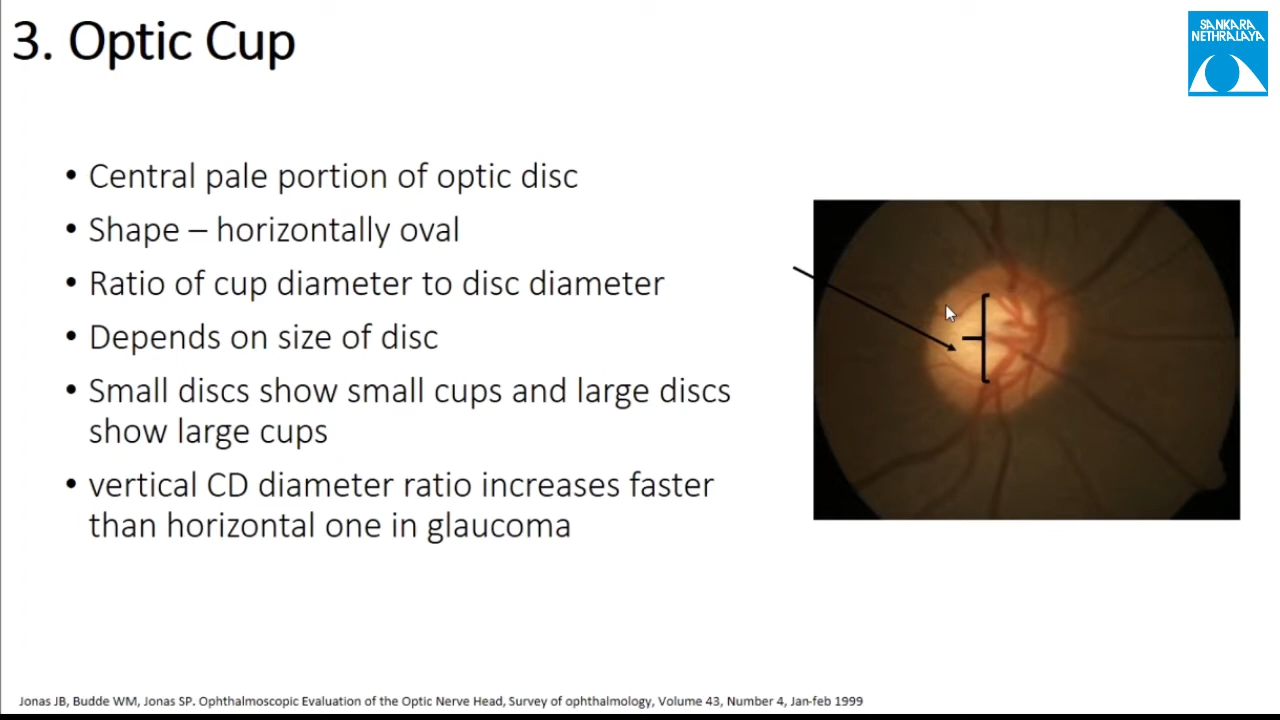 3. Optic Cup
SANKARA
NETHRALAYA
• Central pale portion of optic disc
• Shape – horizontally oval
• Ratio of cup diameter to disc diameter
• Depends on size of disc
• Small discs show small cups and large discs
show large cups
• vertical CD diameter ratio increases faster
than horizontal one in glaucoma
Jonas JB, Budde WM, Jonas SP. Ophthalmoscopic Evaluation of the Optic Nerve Head, Survey of ophthalmology, Volume 43, Number 4, Jan-feb 1999